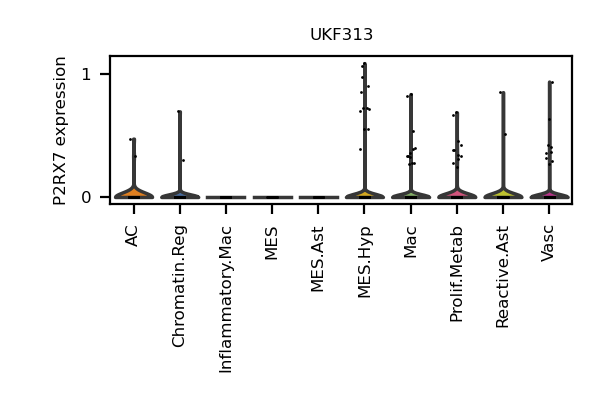 UKF313
P2RX7 expression
1
0
AC
Chromatin.Reg
Inflammatory.Mac
MES
MES.Ast
MES.Hyp
Mac
Prolif.Metab
Reactive.Ast
Vasc